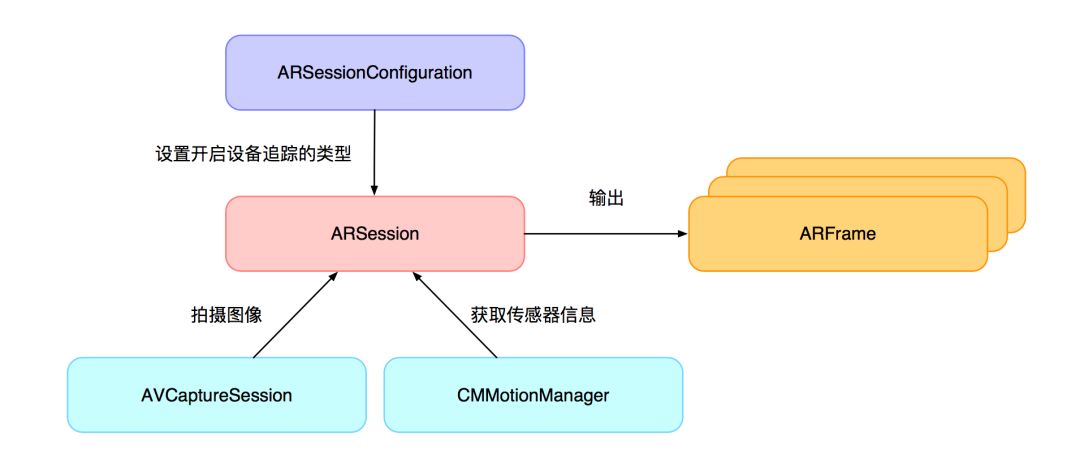 ARSessionConfiguration
设置开启设备追踪的类型
输出
ARSession
ARFrame
拍摄图像
获取传感器信息
AVCaptureSession
CMMotionManager